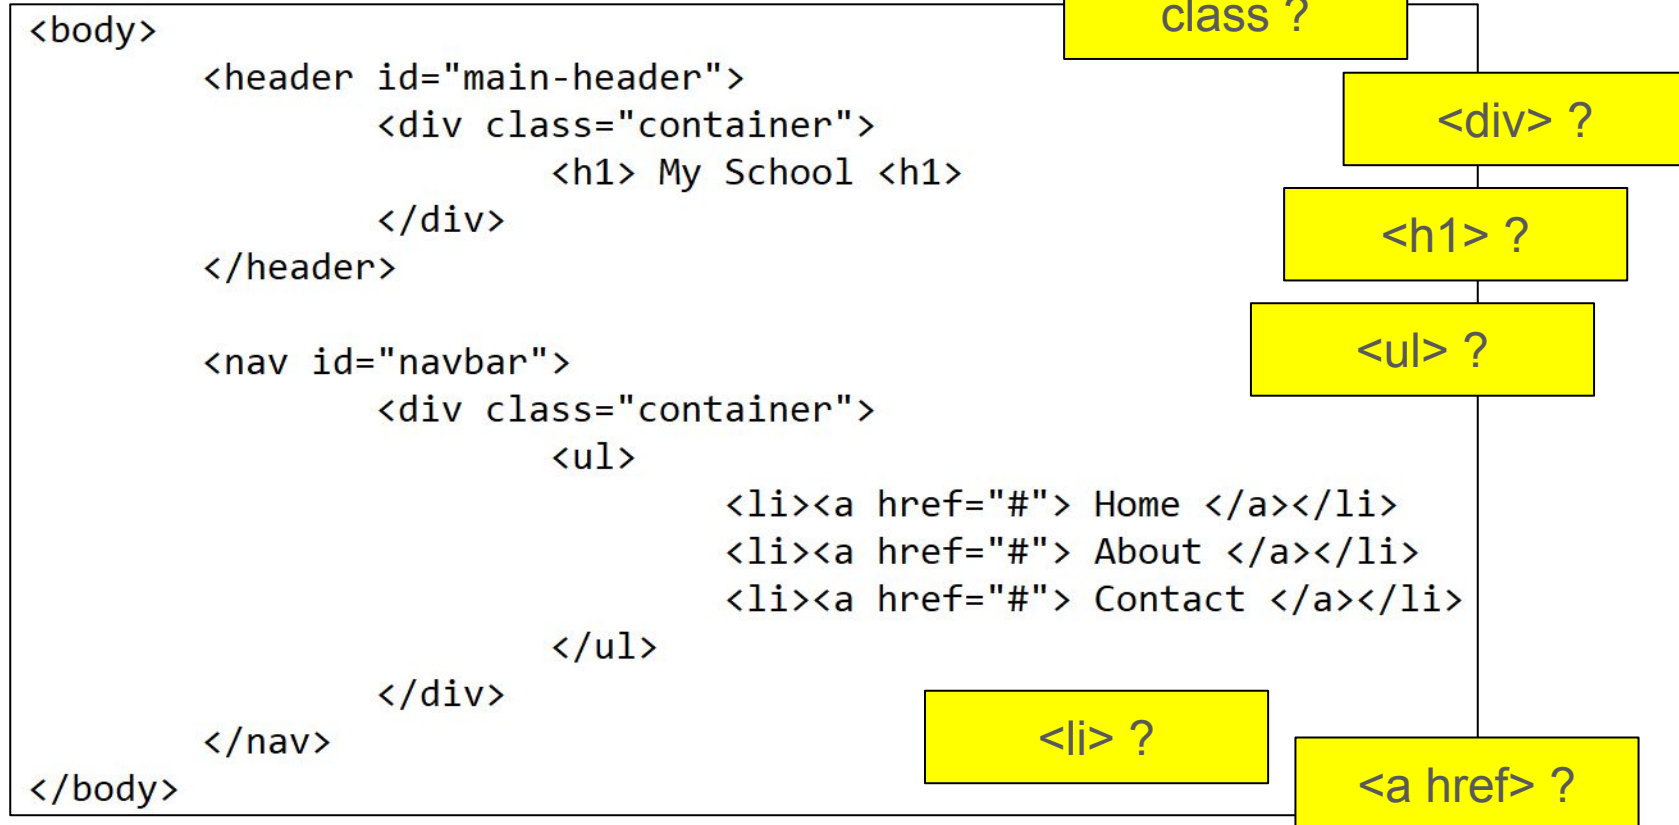 <body>
<header id="main-header">
<div class="container">
<h1> My School <h1>
</div>
</header>
<nav id="navbar">
<div class="container">
<ul>
<li><a href="#"> Home </a></li>
<li><a href="#"> About </a></li>
<li><a href="#"> Contact </a></li>
</ul>
</div>
</nav>
</body>
class ?
<div> ?
<h1> ?
<ul> ?
<li> ?
<a href> ?